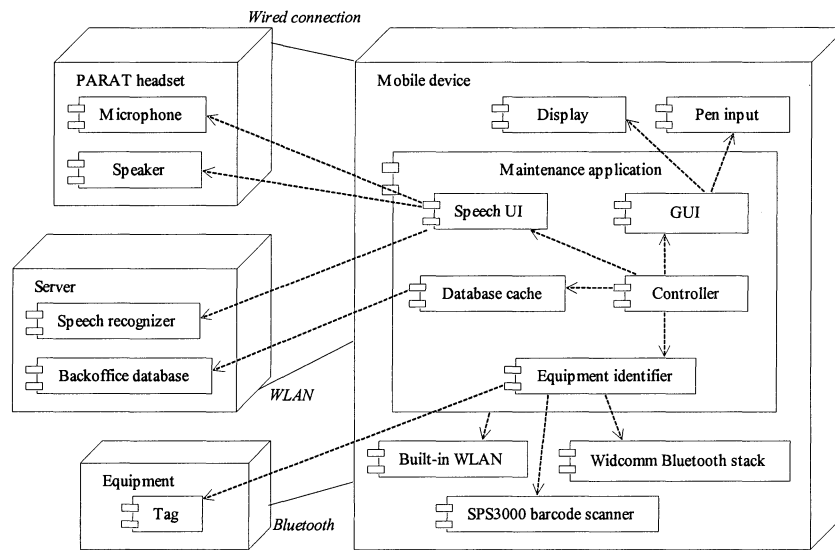 Wired connection
PARAT headset
Microphone
Speaker
Mobile device
Display
Pen input
Maintenance application
Speech UI
GUI
Database cache
Controller
Equipment identifier
Server
Speech recognizer
Backoffice database
WLAN
Built-in WLAN
Widcomm Bluetooth stack
SPS3000 barcode scanner
Equipment
Tag
Bluetooth